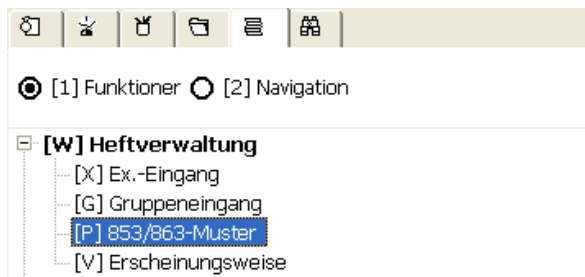 [1] Funktioner [2] Navigation
[W] Heftverwaltung
[X] Ex.-Eingang
[G] Gruppeneingang
[P] 853/863-Muster
[V] Erscheinungsweise